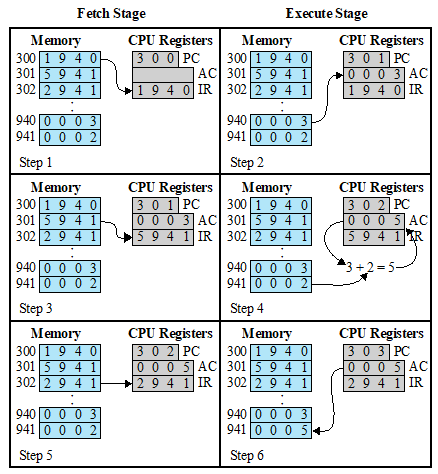 Fetch Stage Execute Stage
Memory CPU Registers
300 1 9 4 0 3 0 0 PC
301 5 9 4 1 AC
302 2 9 4 1 1 9 4 0 IR
:
940 0 0 0 3
941 0 0 0 2
Step 1
Memory CPU Registers
300 1 9 4 0 3 0 1 PC
301 5 9 4 1 0 0 0 3 AC
302 2 9 4 1 1 9 4 0 IR
:
940 0 0 0 3
941 0 0 0 2
Step 2
Memory CPU Registers
300 1 9 4 0 3 0 1 PC
301 5 9 4 1 0 0 0 3 AC
302 2 9 4 1 5 9 4 1 IR
940 0 0 0 3
941 0 0 0 2
Step 3
Memory CPU Registers
300 1 9 4 0 3 0 2 PC
301 5 9 4 1 0 0 0 5 AC
302 2 9 4 1 5 9 4 1 IR
:
940 0 0 0 3 3 + 2 = 5
941 0 0 0 2
Step 4
Memory CPU Registers
300 1 9 4 0 3 0 2 PC
301 5 9 4 1 0 0 0 5 AC
302 2 9 4 1 2 9 4 1 IR
:
940 0 0 0 3
941 0 0 0 2
Step 5
Memory CPU Registers
300 1 9 4 0 3 0 3 PC
301 5 9 4 1 0 0 0 5 AC
302 2 9 4 1 2 9 4 1 IR
:
940 0 0 0 3
941 0 0 0 5
Step 6